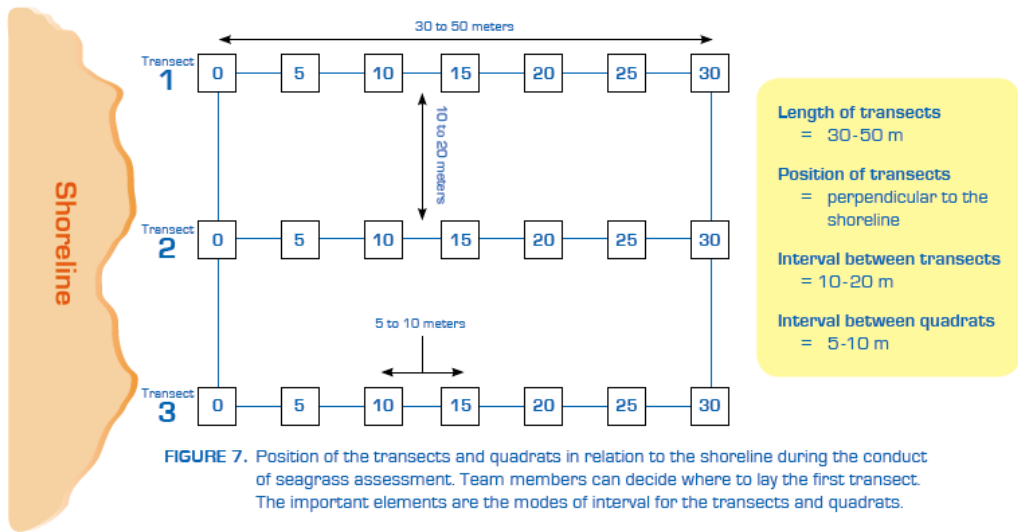 30 to 50 meters
Transect
1
0 5 10 15 20 25 30
10 to 20 meters
Shoreline
Transect
2
0 5 10 15 20 25 30
5 to 10 meters
Transect
3
0 5 10 15 20 25 30
Length of transects
= 30-50 m
Position of transects
= perpendicular to the
shoreline
Interval between transects
= 10-20 m
Interval between quadrats
= 5-10 m
FIGURE 7. Position of the transects and quadrats in relation to the shoreline during the conduct
of seagrass assessment. Team members can decide where to lay the first transect.
The important elements are the modes of interval for the transects and quadrats.